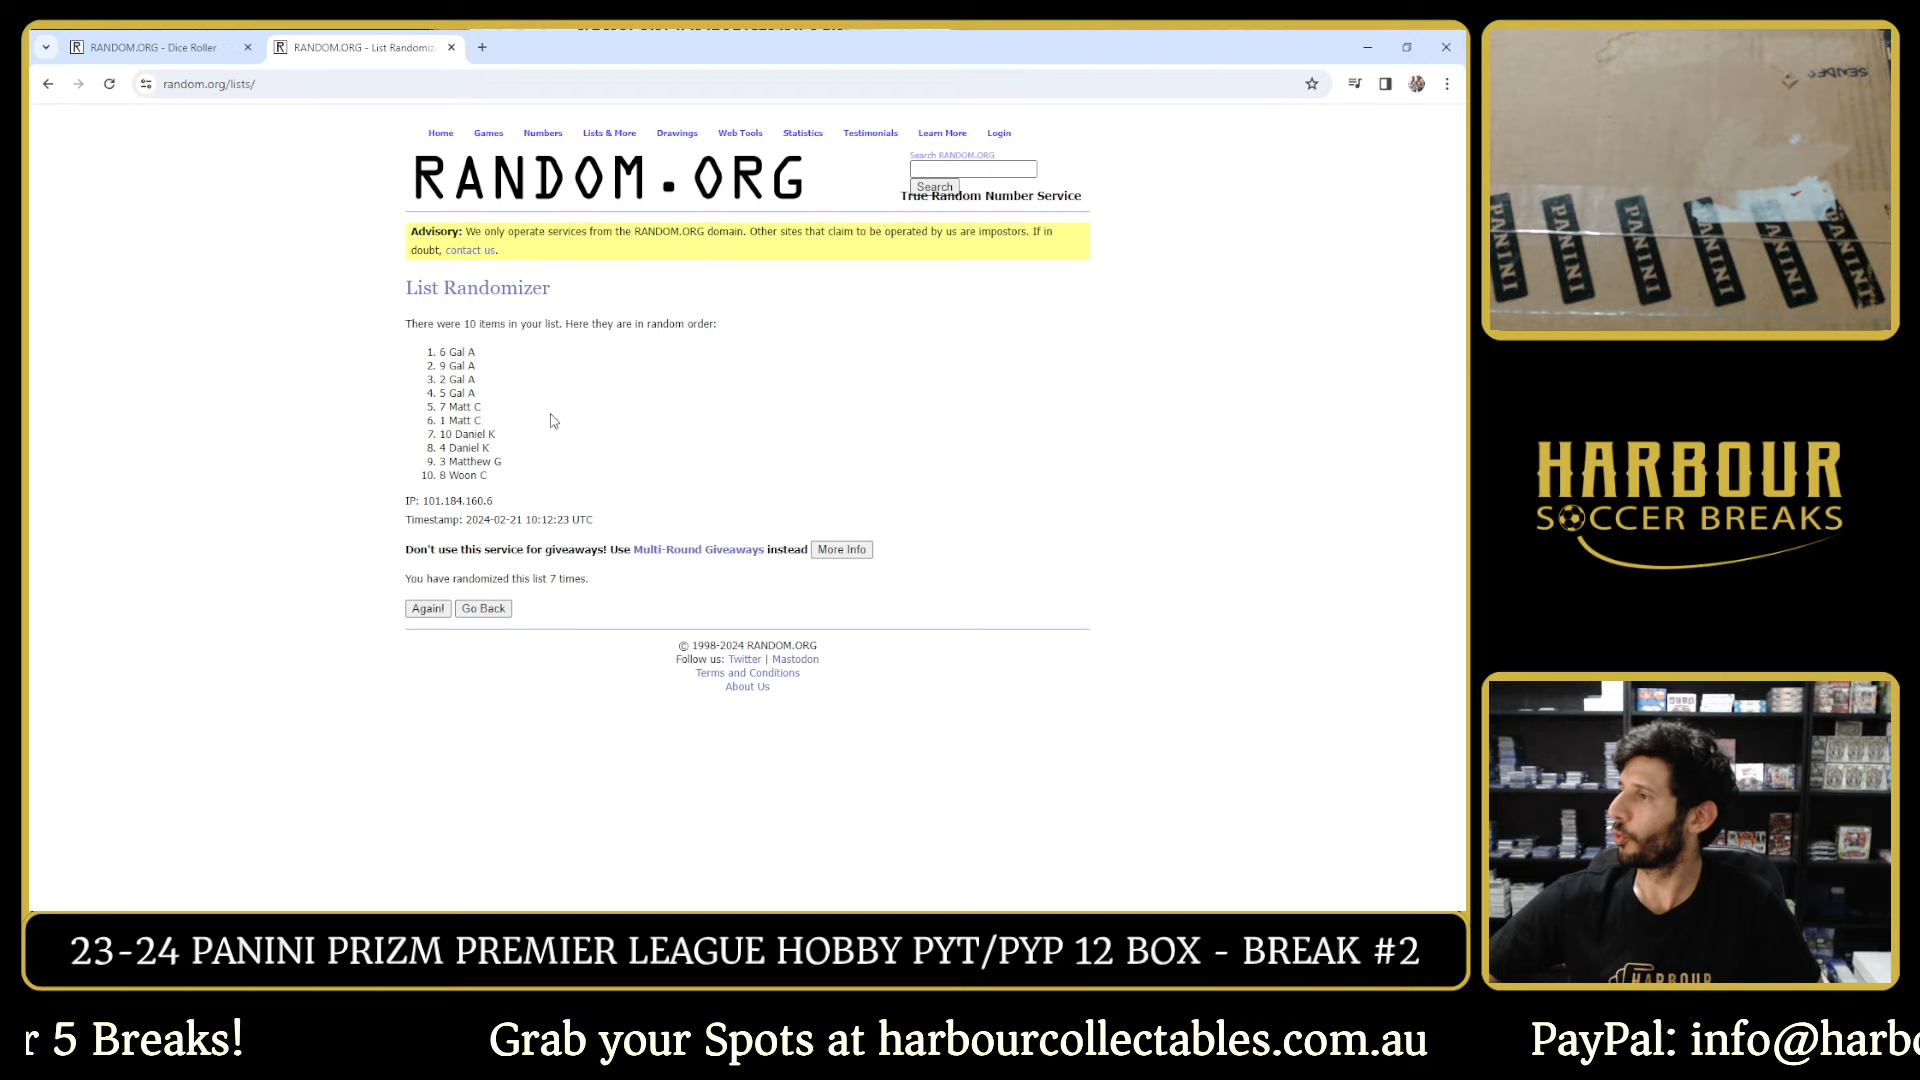 RANDOM.ORG - Dice Roller
RANDOM.ORG - List Randomiz
random.org/lists/
Home Games Numbers Lists & More Drawings Web Tools Statistics Testimonials Learn More Login
RANDOM.ORG
Search RANDOM.ORG
Search
True Random Number Service
Advisory: We only operate services from the RANDOM.ORG domain. Other sites that claim to be operated by us are impostors. If in
doubt, contact us.
List Randomizer
There were 10 items in your list. Here they are in random order:
1. 6 Gal A
2. 9 Gal A
3. 2 Gal A
4. 5 Gal A
5. 7 Matt C
6. 1 Matt C
7. 10 Daniel K
8. 4 Daniel K
9. 3 Matthew G
10. 8 Woon C
IP: 101.184.160.6
Timestamp: 2024-02-21 10:12:23 UTC
Don't use this service for giveaways! Use Multi-Round Giveaways instead More Info
You have randomized this list 7 times.
Again! Go Back
© 1998-2024 RANDOM.ORG
Follow us: Twitter | Mastodon
Terms and Conditions
About Us
SENDER
PANINI PANINI PANINI PANINI PANINI PANINI
HARBOUR
SOCCER BREAKS
HARBOUR
23-24 PANINI PRIZM PREMIER LEAGUE HOBBY PYT/PYP 12 BOX - BREAK #2
r 5 Breaks! Grab your Spots at harbourcollectables.com.au PayPal: info@harbo